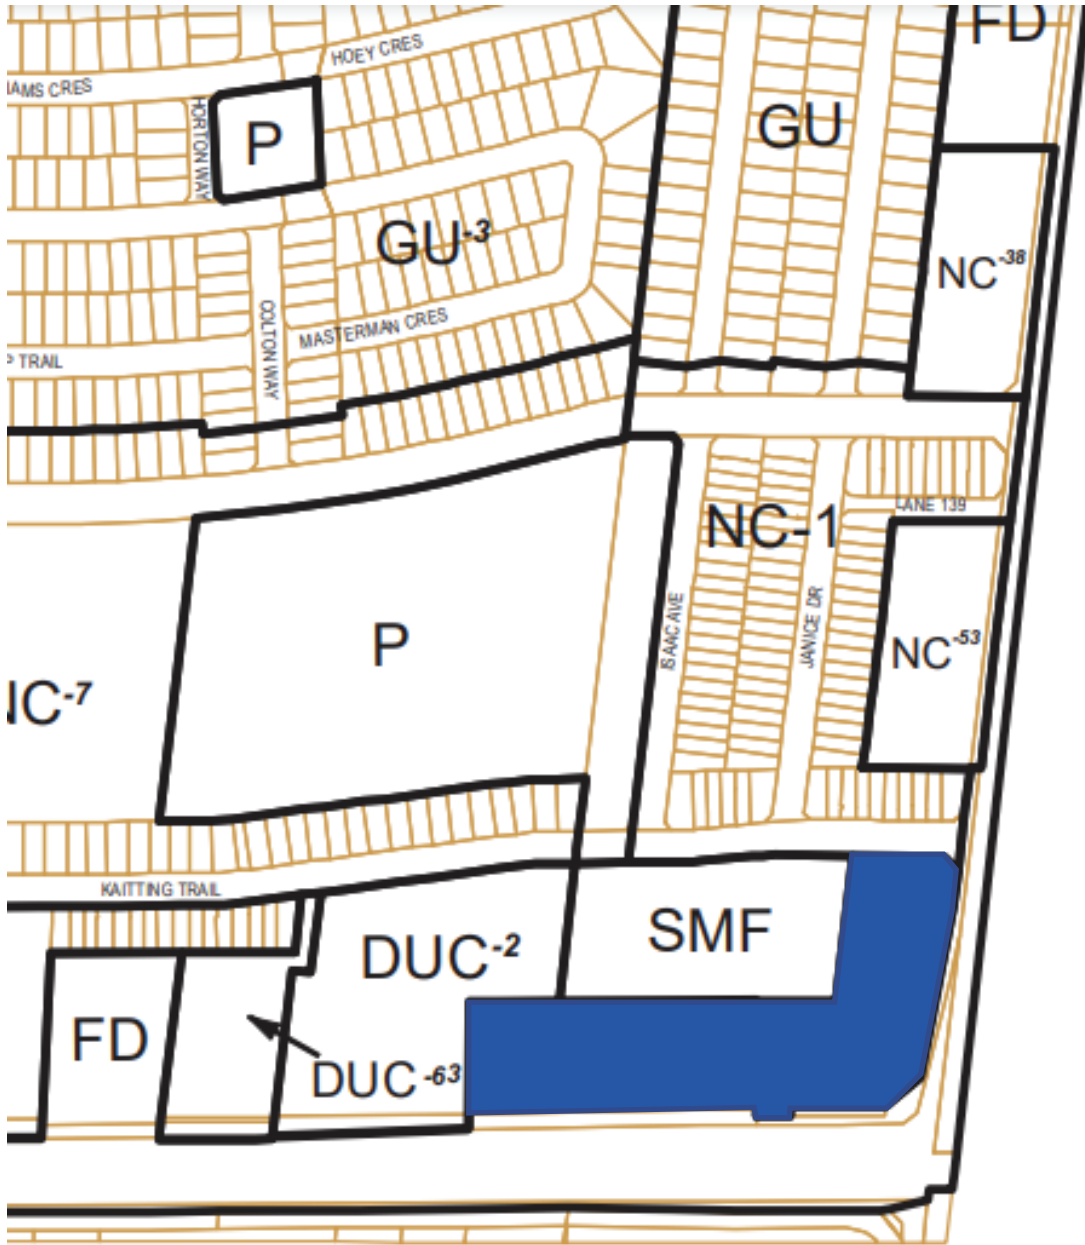 FD
HOEY CRES
AMS CRES
HORTON WAY
P
GU
GU-3
NC-38
COLTON WAY
MASTERMAN CRES
P TRAIL
LANE 139
NC-1
ISAAC AVE
JANICE DR
P
NC-53
NC-7
KAITTING TRAIL
SMF
DUC-2
FD
DUC-63